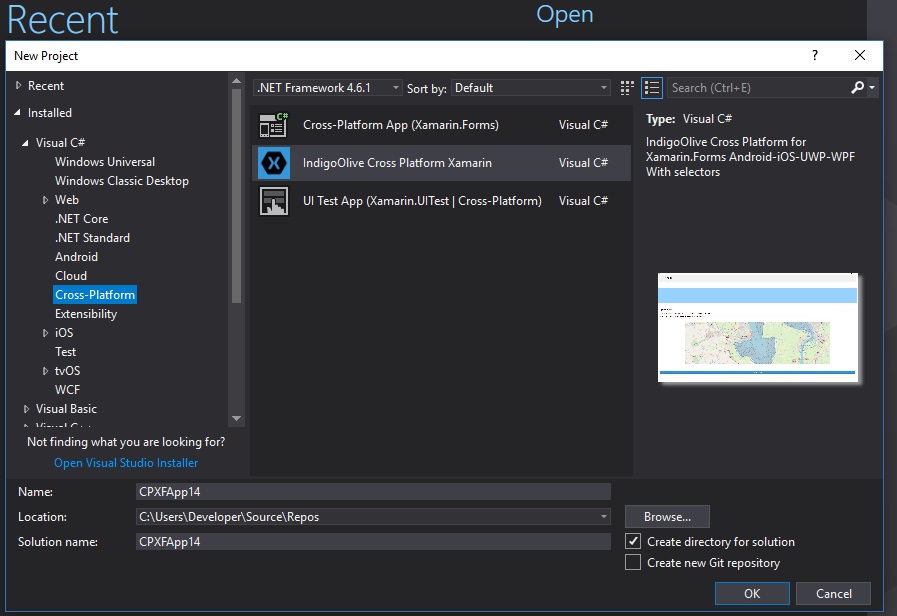 Recent
Open
New Project
?
Recent
.NET Framework 4.6.1
Sort by:
Default
Search (Ctrl+E)
Installed
Visual C#
Windows Universal
Windows Classic Desktop
Web
.NET Core
.NET Standard
Android
Cloud
Cross-Platform
Extensibility
iOS
Test
tvOS
WCF
Visual Basic
Not finding what you are looking for?
Open Visual Studio Installer
Cross-Platform App (Xamarin.Forms) Visual C#
IndigoOlive Cross Platform Xamarin Visual C#
UI Test App (Xamarin.UITest | Cross-Platform) Visual C#
Type: Visual C#
IndigoOlive Cross Platform for
Xamarin.Forms Android-iOS-UWP-WPF
With selectors
Name: CPXFApp14
Location: C:\Users\Developer\Source\Repos
Browse...
Solution name: CPXFApp14
Create directory for solution
Create new Git repository
OK
Cancel